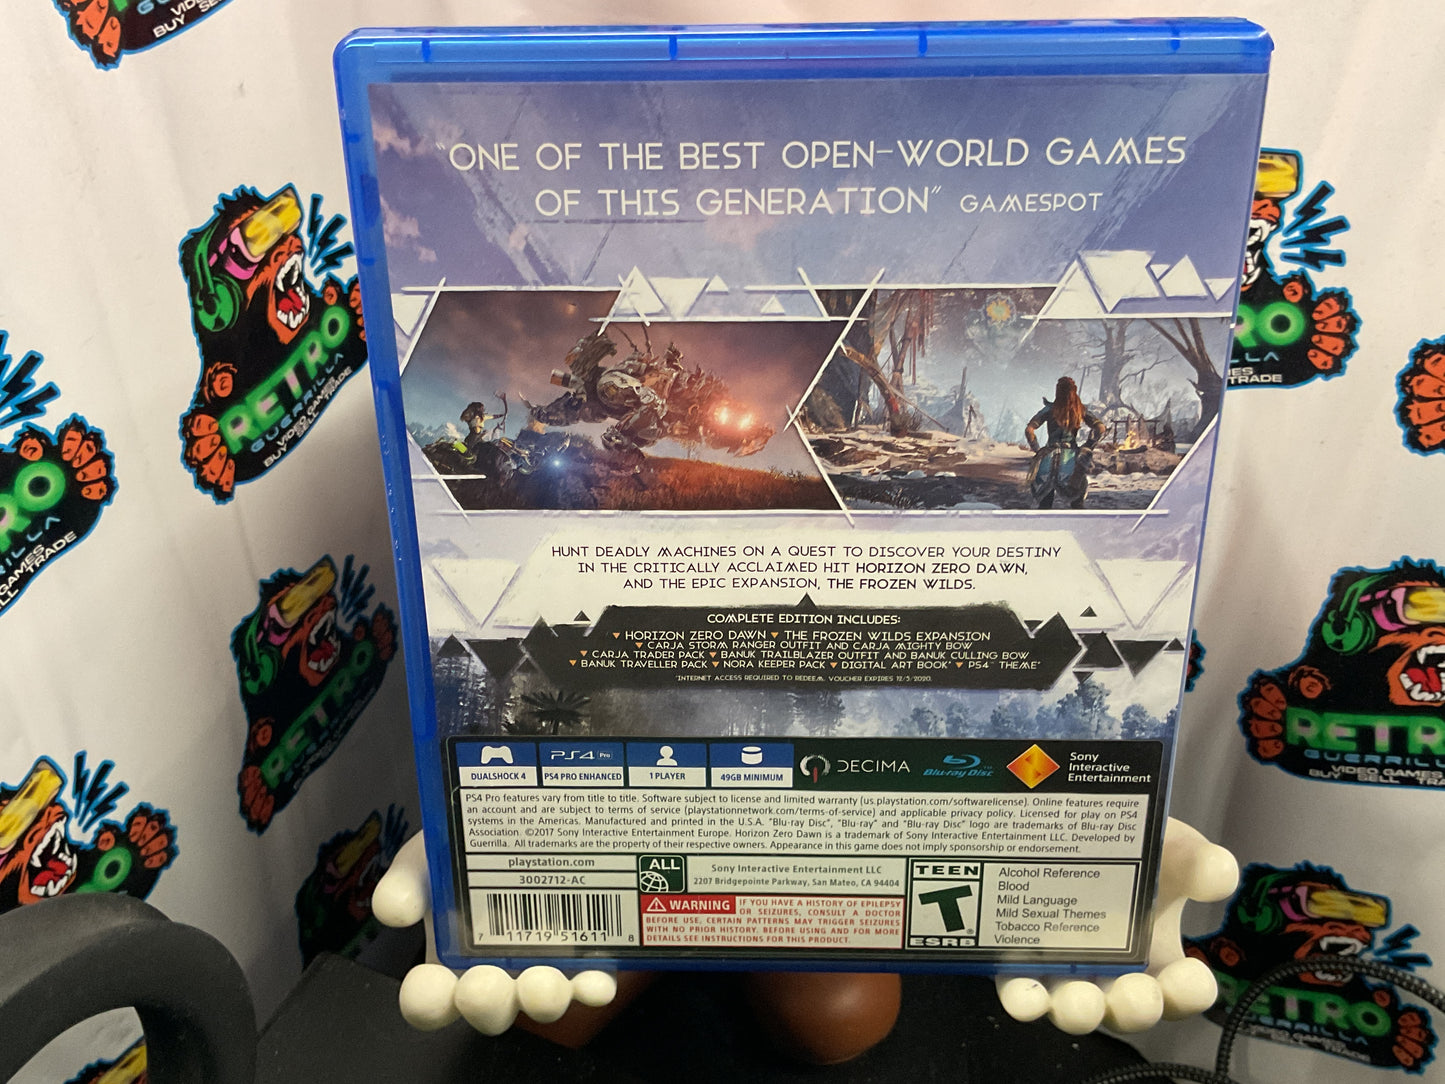 "ONE OF THE BEST OPEN-WORLD GAMES
OF THIS GENERATION" GAMESPOT
HUNT DEADLY MACHINES ON A QUEST TO DISCOVER YOUR DESTINY
IN THE CRITICALLY ACCLAIMED HIT HORIZON ZERO DAWN,
AND THE EPIC EXPANSION, THE FROZEN WILDS.
COMPLETE EDITION INCLUDES:
▼ HORIZON ZERO DAWN ▼ THE FROZEN WILDS EXPANSION
▼ CARJA STORM RANGER OUTFIT AND CARJA MIGHTY BOW
▼ CARJA TRADER PACK ▼ BANUK TRAILBLAZER OUTFIT AND BANUK CULLING BOW
▼ BANUK TRAVELLER PACK ▼ NORA KEEPER PACK ▼ DIGITAL ART BOOK* ▼ PS4™ THEME*
*INTERNET ACCESS REQUIRED TO REDEEM. VOUCHER EXPIRES 12/5/2020.
DUALSHOCK 4
PS4 Pro
PS4 PRO ENHANCED
1 PLAYER
49GB MINIMUM
DECIMA
Blu-ray Disc™
Sony
Interactive
Entertainment
PS4 Pro features vary from title to title. Software subject to license and limited warranty (us.playstation.com/softwarelicense). Online features require
an account and are subject to terms of service (playstationnetwork.com/terms-of-service) and applicable privacy policy. Licensed for play on PS4
systems in the Americas. Manufactured and printed in the U.S.A. "Blu-ray Disc", "Blu-ray" and "Blu-ray Disc" logo are trademarks of Blu-ray Disc
Association. ©2017 Sony Interactive Entertainment Europe. Horizon Zero Dawn is a trademark of Sony Interactive Entertainment LLC. Developed by
Guerrilla. All trademarks are the property of their respective owners. Appearance in this game does not imply sponsorship or endorsement.
playstation.com
3002712-AC
7 11719 51611 8
ALL
Sony Interactive Entertainment LLC
2207 Bridgepointe Parkway, San Mateo, CA 94404
WARNING IF YOU HAVE A HISTORY OF EPILEPSY
OR SEIZURES, CONSULT A DOCTOR
BEFORE USE. CERTAIN PATTERNS MAY TRIGGER SEIZURES
WITH NO PRIOR HISTORY. BEFORE USING AND FOR MORE
DETAILS SEE INSTRUCTIONS FOR THIS PRODUCT.
TEEN
T
ESRB
Alcohol Reference
Blood
Mild Language
Mild Sexual Themes
Tobacco Reference
Violence
RETRO
GUERRILLA
VIDEO GAMES
BUY SELL TRADE
RETRO
GUERRILLA
VIDEO GAMES
BUY SELL TRADE